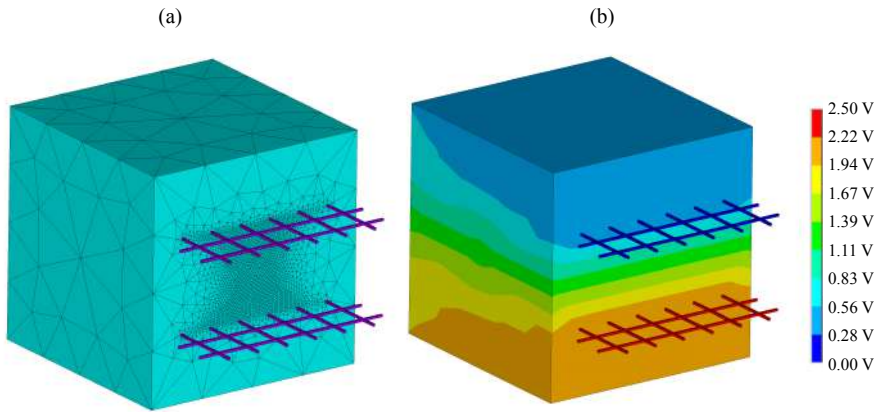 (a)
(b)
2.50 V
2.22 V
1.94 V
1.67 V
1.39 V
1.11 V
0.83 V
0.56 V
0.28 V
0.00 V